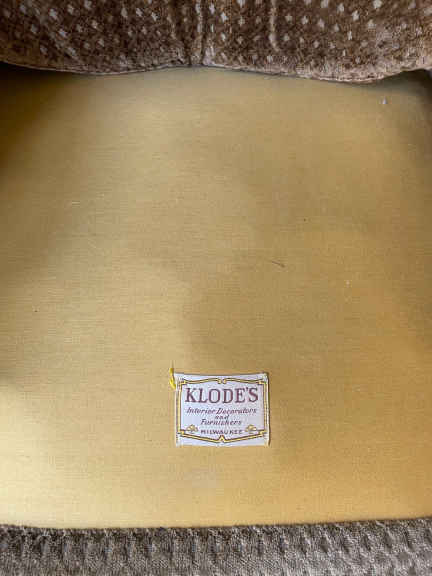 KLODE'S
Interior Decorators
and
Furnishers
MILWAUKEE